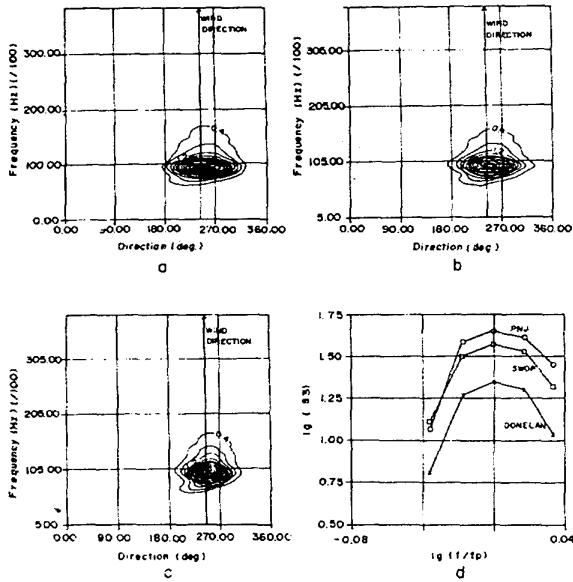 WIND
DIRECTION
Frequency (Hz)(/100)
300.00
200.00
100.00
0.00
0.00
90.00
180.00
270.00
360.00
Direction (deg.)
a
WIND
DIRECTION
Frequency (Hz)(/100)
305.00
205.00
105.00
5.00
0.00
90.00
180.00
270.00
360.00
Direction (deg.)
b
WIND
DIRECTION
Frequency (Hz)(/100)
305.00
205.00
105.00
5.00
0.00
90.00
180.00
270.00
360.00
Direction (deg.)
c
1.75
1.50
1.25
1.00
0.75
0.50
PNJ
SWOP
DONELAN
-0.08
0.04
lg (f/fp)
d